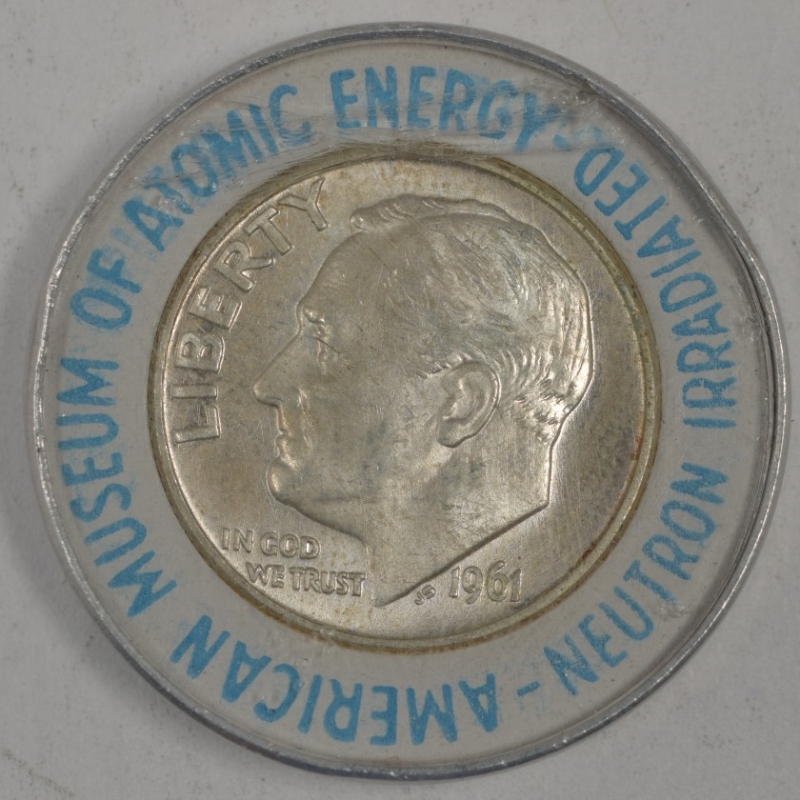 AMERICAN MUSEUM OF ATOMIC ENERGY-
NEUTRON IRRADIATED-
LIBERTY
IN GOD
WE TRUST
JS 1961